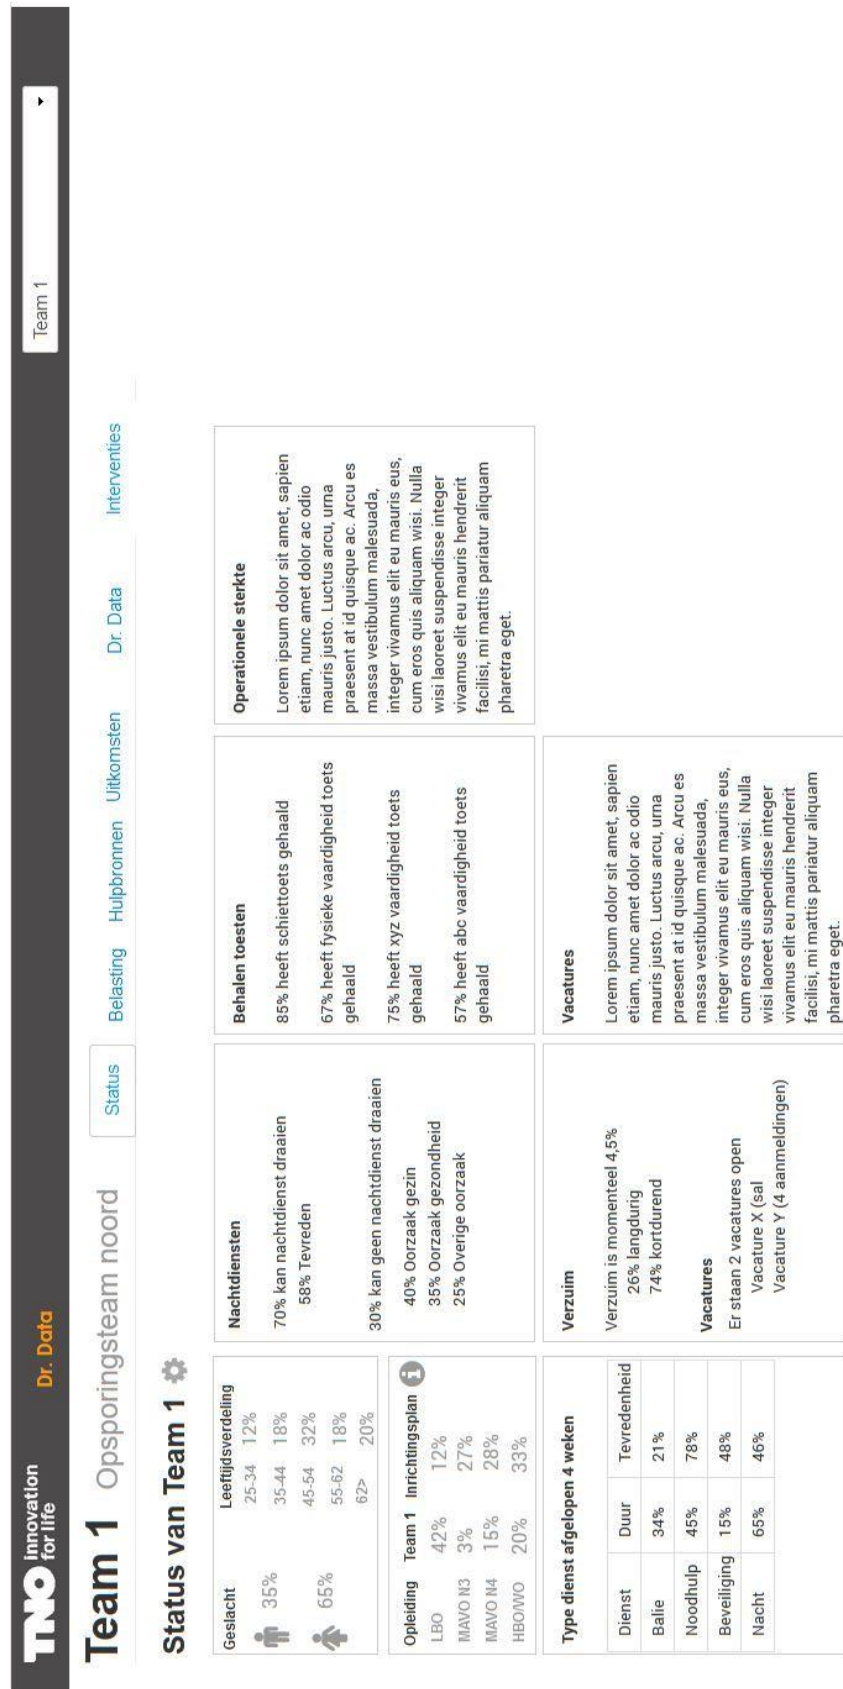 TNO innovation
for life
Dr. Data
Team 1
Team 1 Opsporingsteam noord
Status Belasting Hulpbronnen Uitkomsten Dr. Data Interventies
Status van Team 1
Geslacht
35%
65%
Leeftijdsverdeling
25-34 12%
35-44 18%
45-54 32%
55-62 18%
62> 20%
Opleiding Team 1 Inrichtingsplan
LBO 42% 12%
MAVO N3 3% 27%
MAVO N4 15% 28%
HBO/WO 20% 33%
Nachtdiensten
70% kan nachtdienst draaien
58% Tevreden
30% kan geen nachtdienst draaien
40% Oorzaak gezin
35% Oorzaak gezondheid
25% Overige oorzaak
Behalen toesten
85% heeft schiettoets gehaald
67% heeft fysieke vaardigheid toets
gehaald
75% heeft xyz vaardigheid toets
gehaald
57% heeft abc vaardigheid toets
gehaald
Operationele sterkte
Lorem ipsum dolor sit amet, sapien
etiam, nunc amet dolor ac odio
mauris justo. Luctus arcu, urna
praesent at id quisque ac. Arcu es
massa vestibulum malesuada,
integer vivamus elit eu mauris eus,
cum eros quis aliquam wisi. Nulla
wisi laoreet suspendisse integer
vivamus elit eu mauris hendrerit
facilisi, mi mattis pariatur aliquam
pharetra eget.
Type dienst afgelopen 4 weken
Dienst Duur Tevredenheid
Balie 34% 21%
Noodhulp 45% 78%
Beveiliging 15% 48%
Nacht 65% 46%
Verzuim
Verzuim is momenteel 4,5%
26% langdurig
74% kortdurend
Vacatures
Er staan 2 vacatures open
Vacature X (sal
Vacature Y (4 aanmeldingen)
Vacatures
Lorem ipsum dolor sit amet, sapien
etiam, nunc amet dolor ac odio
mauris justo. Luctus arcu, urna
praesent at id quisque ac. Arcu es
massa vestibulum malesuada,
integer vivamus elit eu mauris eus,
cum eros quis aliquam wisi. Nulla
wisi laoreet suspendisse integer
vivamus elit eu mauris hendrerit
facilisi, mi mattis pariatur aliquam
pharetra eget.